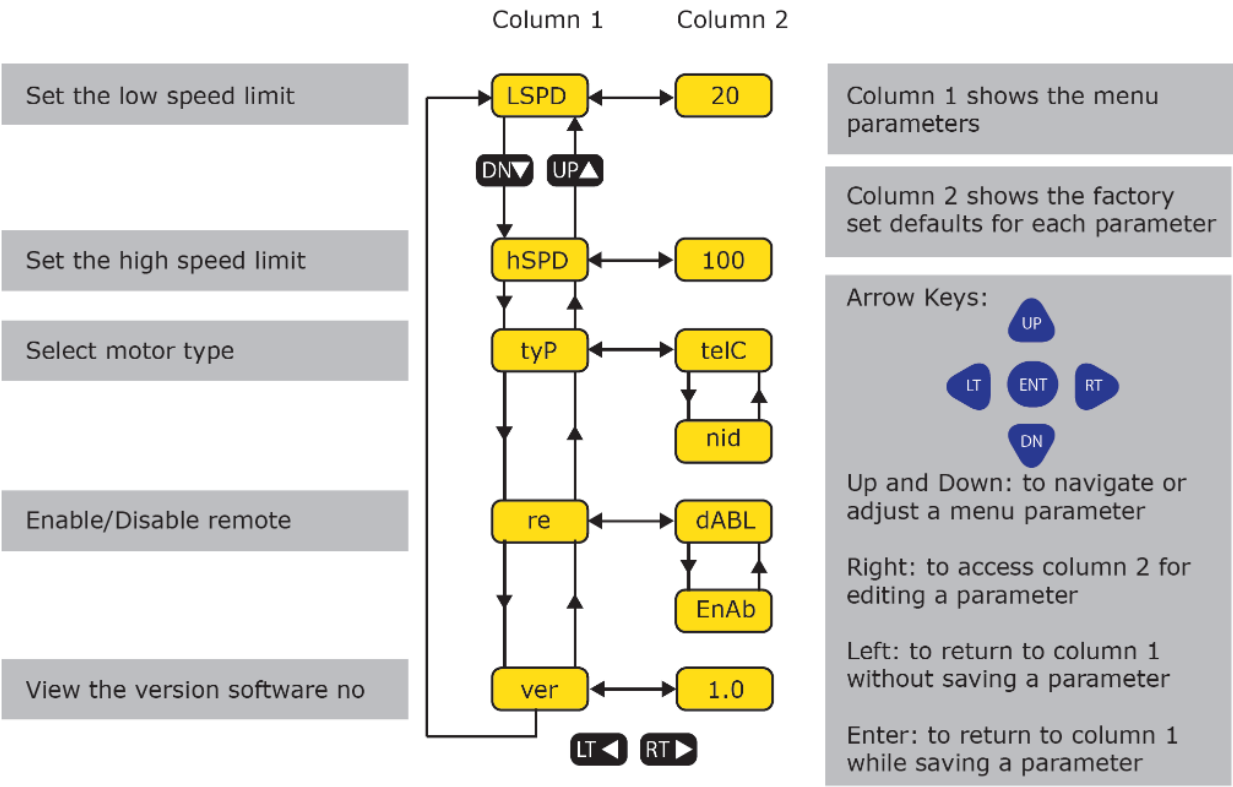 Column 1
Column 2
Set the low speed limit
LSPD
20
Column 1 shows the menu
parameters
DN
UP
Column 2 shows the factory
set defaults for each parameter
Set the high speed limit
hSPD
100
Arrow Keys:
UP
LT
ENT
RT
DN
Select motor type
tyP
telC
nid
Up and Down: to navigate or
adjust a menu parameter
Enable/Disable remote
re
dABL
EnAb
Right: to access column 2 for
editing a parameter
Left: to return to column 1
without saving a parameter
View the version software no
ver
1.0
LT
RT
Enter: to return to column 1
while saving a parameter